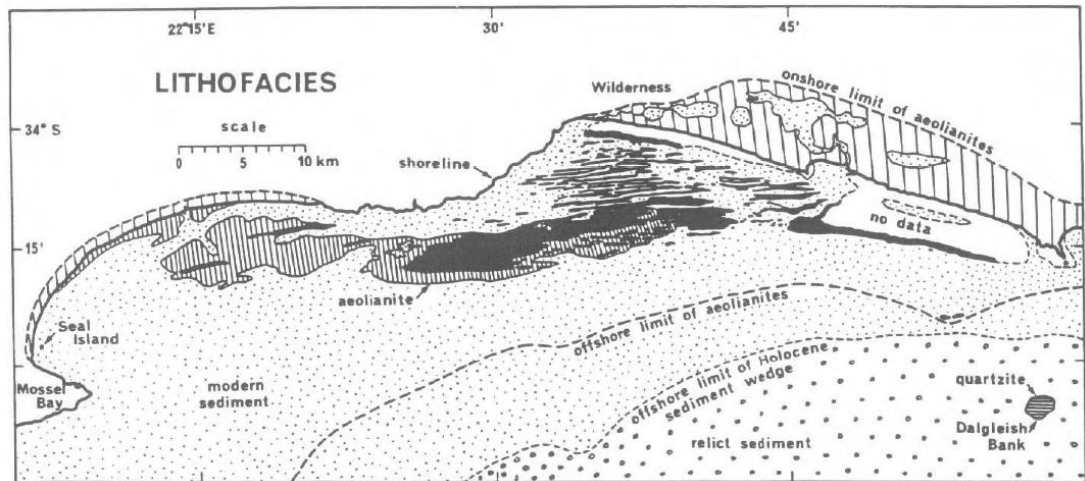 22°15'E
30'
45'
LITHOFACIES
Wilderness
onshore limit of aeolianites
34° S
scale
0 5 10 km
shoreline
no data
15'
aeolianite
offshore limit of aeolianites
Seal
Island
offshore limit of Holocene
sediment wedge
Mossel
Bay
modern
sediment
quartzite
Dalgleish
Bank
relict sediment